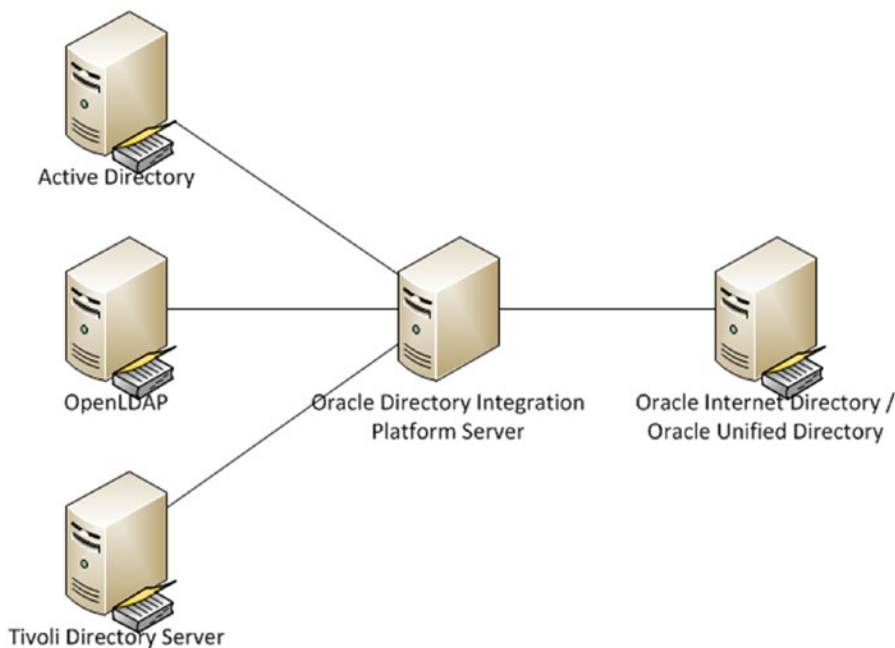 Active Directory
OpenLDAP
Oracle Directory Integration
Platform Server
Oracle Internet Directory /
Oracle Unified Directory
Tivoli Directory Server